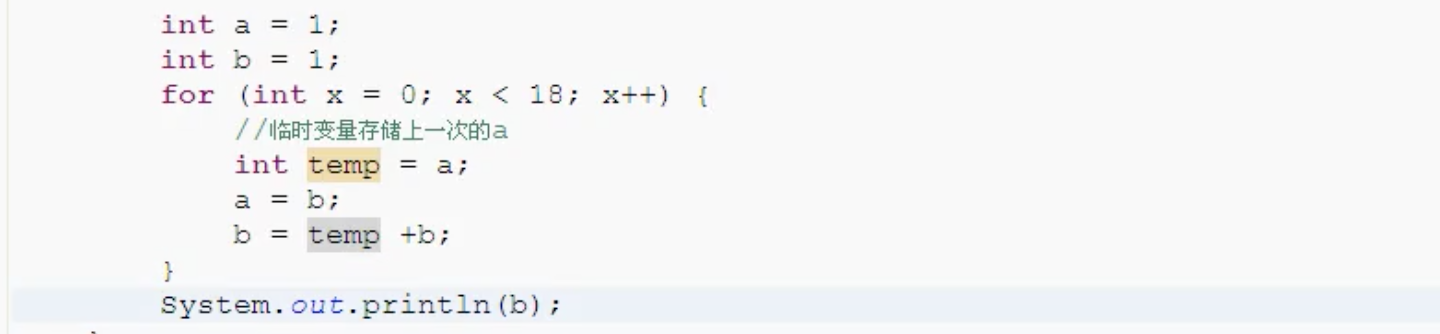 int a = 1;
int b = 1;
for (int x = 0; x < 18; x++) {
//临时变量存储上一次的a
int temp = a;
a = b;
b = temp +b;
}
System.out.println(b);